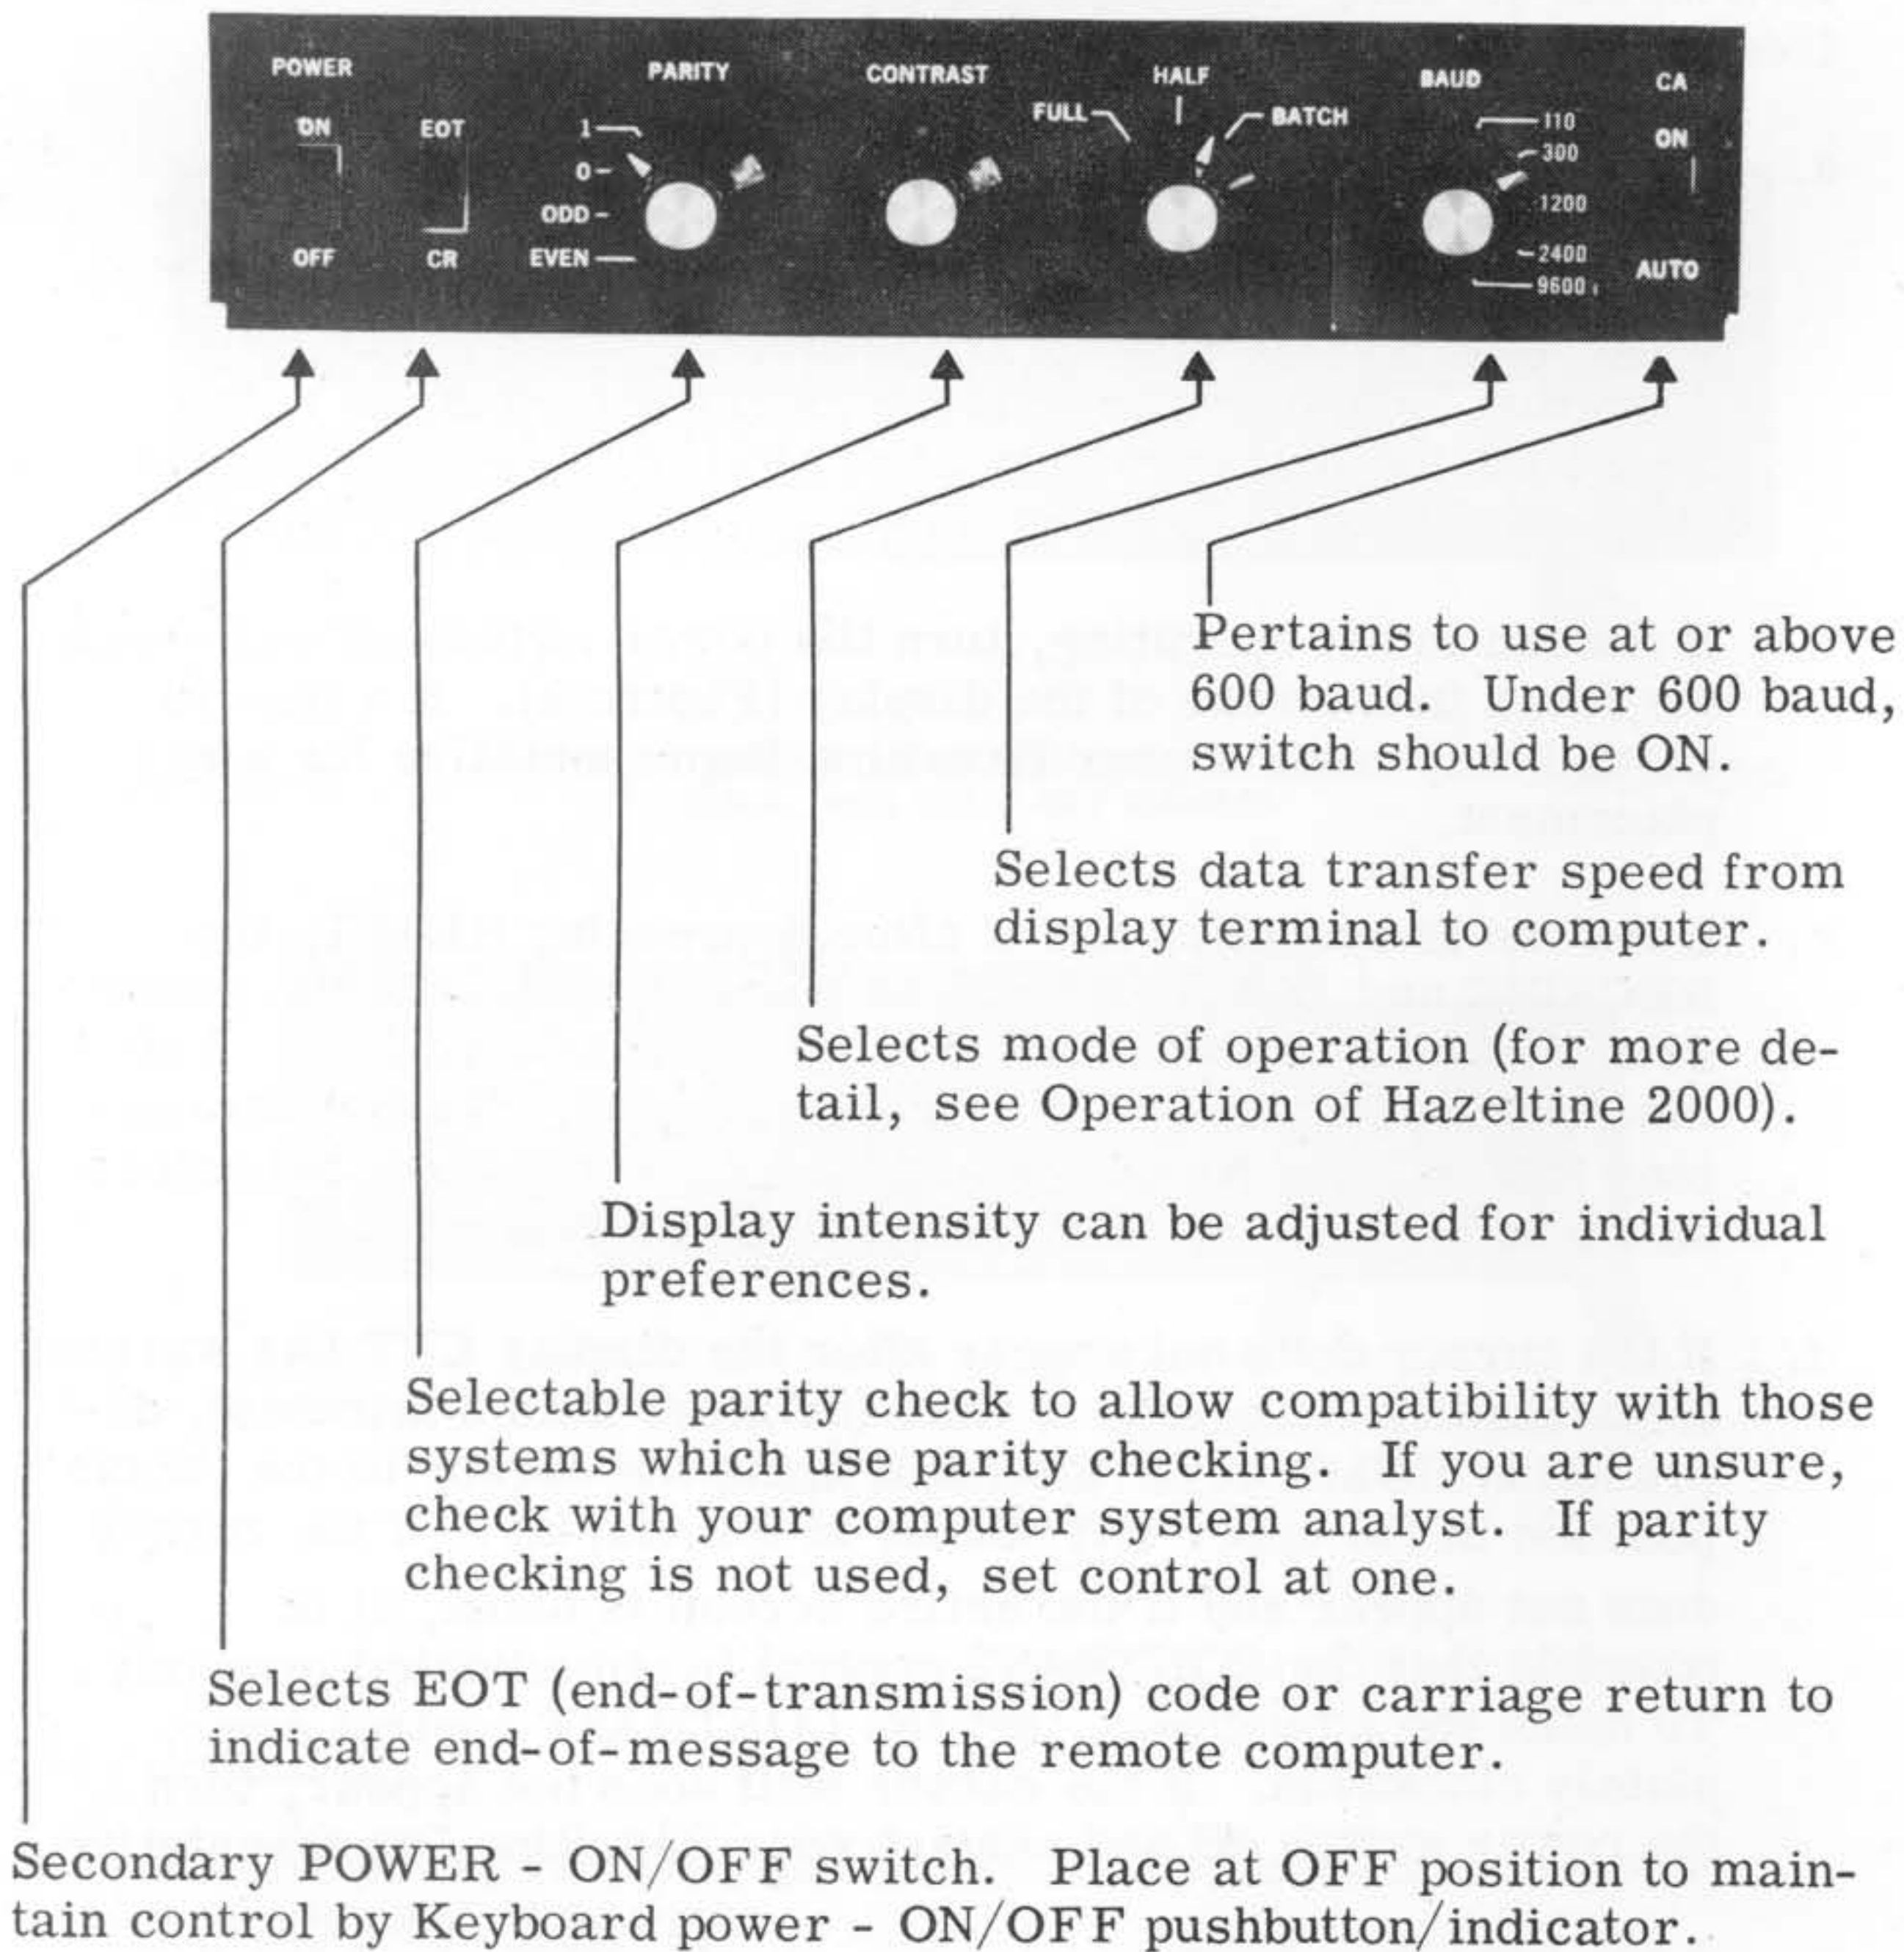 POWER
ON
OFF
EOT
CR
PARITY
1
0
ODD
EVEN
CONTRAST
HALF
FULL
BATCH
BAUD
110
300
1200
2400
9600
CA
ON
AUTO
Pertains to use at or above
600 baud. Under 600 baud,
switch should be ON.
Selects data transfer speed from
display terminal to computer.
Selects mode of operation (for more de-
tail, see Operation of Hazeltine 2000).
Display intensity can be adjusted for individual
preferences.
Selectable parity check to allow compatibility with those
systems which use parity checking. If you are unsure,
check with your computer system analyst. If parity
checking is not used, set control at one.
Selects EOT (end-of-transmission) code or carriage return to
indicate end-of-message to the remote computer.
Secondary POWER - ON/OFF switch. Place at OFF position to main-
tain control by Keyboard power - ON/OFF pushbutton/indicator.